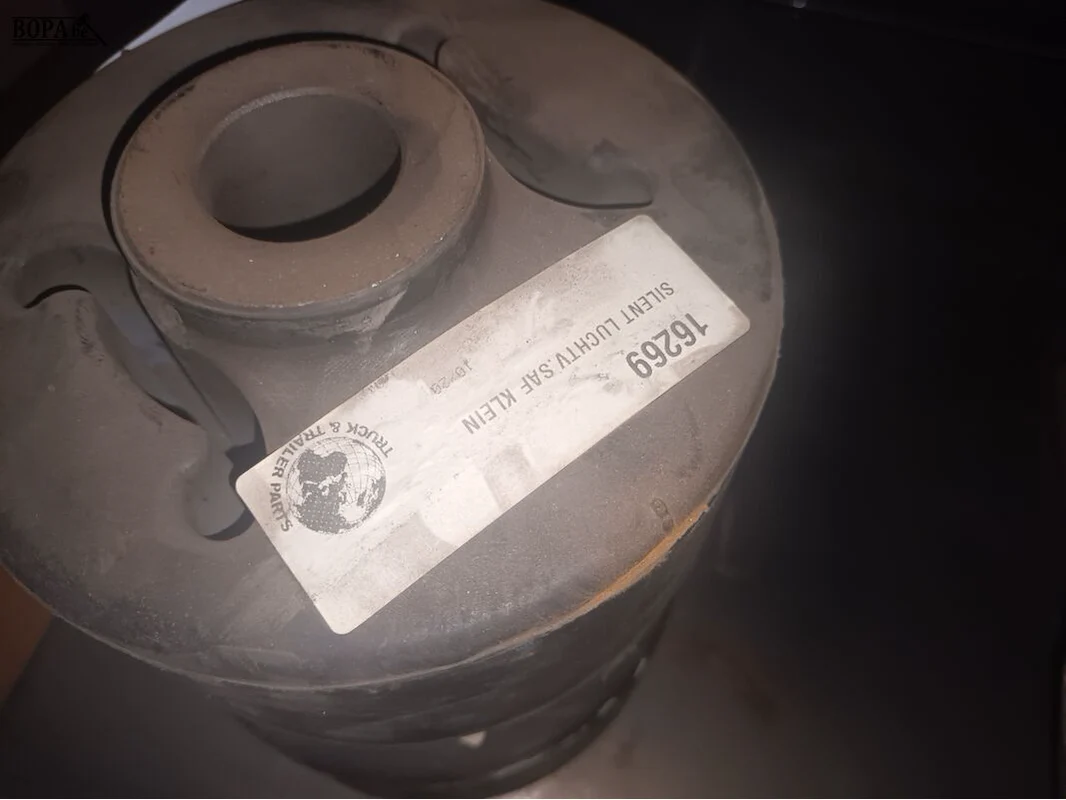 BOPA
16269
SILENT LUCHTV.SAF KLEIN
TRUCK & TRAILER PARTS